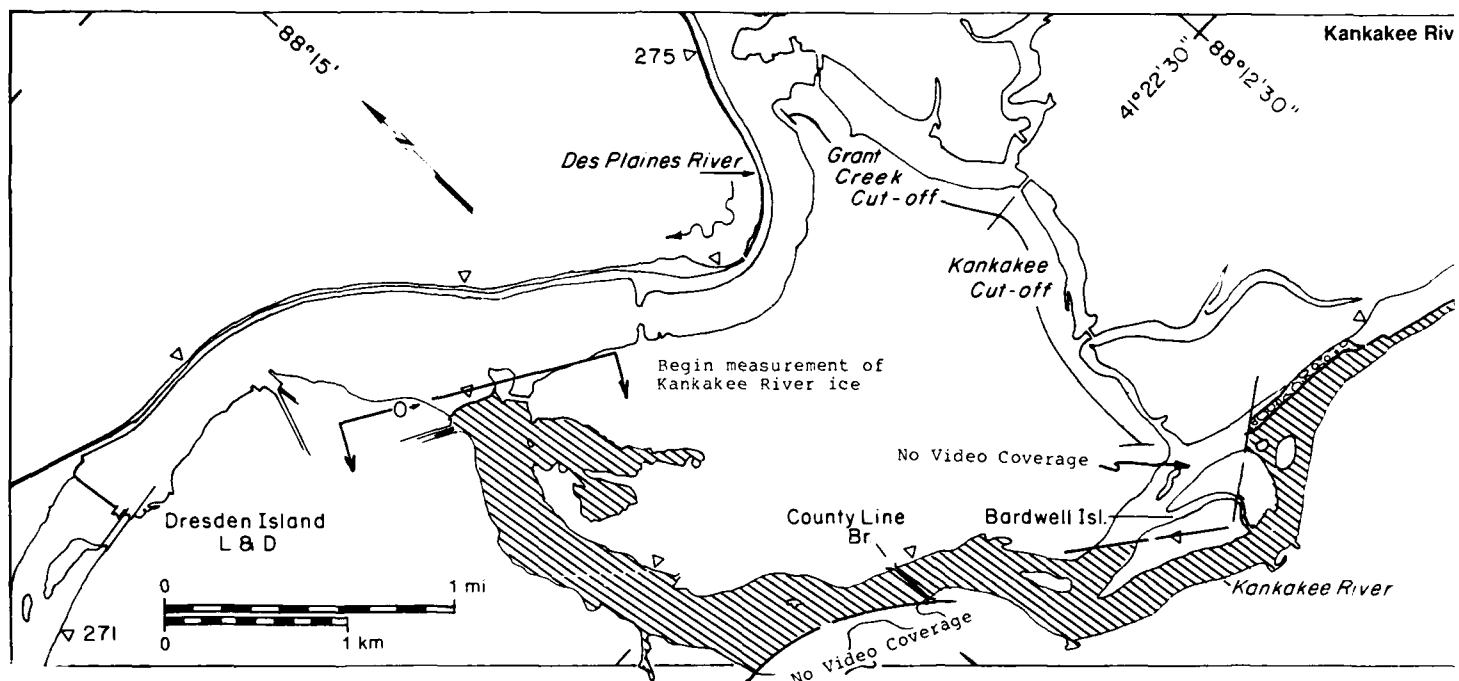 88°15'
275
41°22'30"
88°12'30"
Kankakee Riv
Des Plaines River
Grant
Creek
Cut-off
Kankakee
Cut-off
Begin measurement of
Kankakee River ice
0
No Video Coverage
Dresden Island
L & D
County Line
Br.
Bardwell Isl.
Kankakee River
0
1 mi
0
1 km
271
No Video Coverage